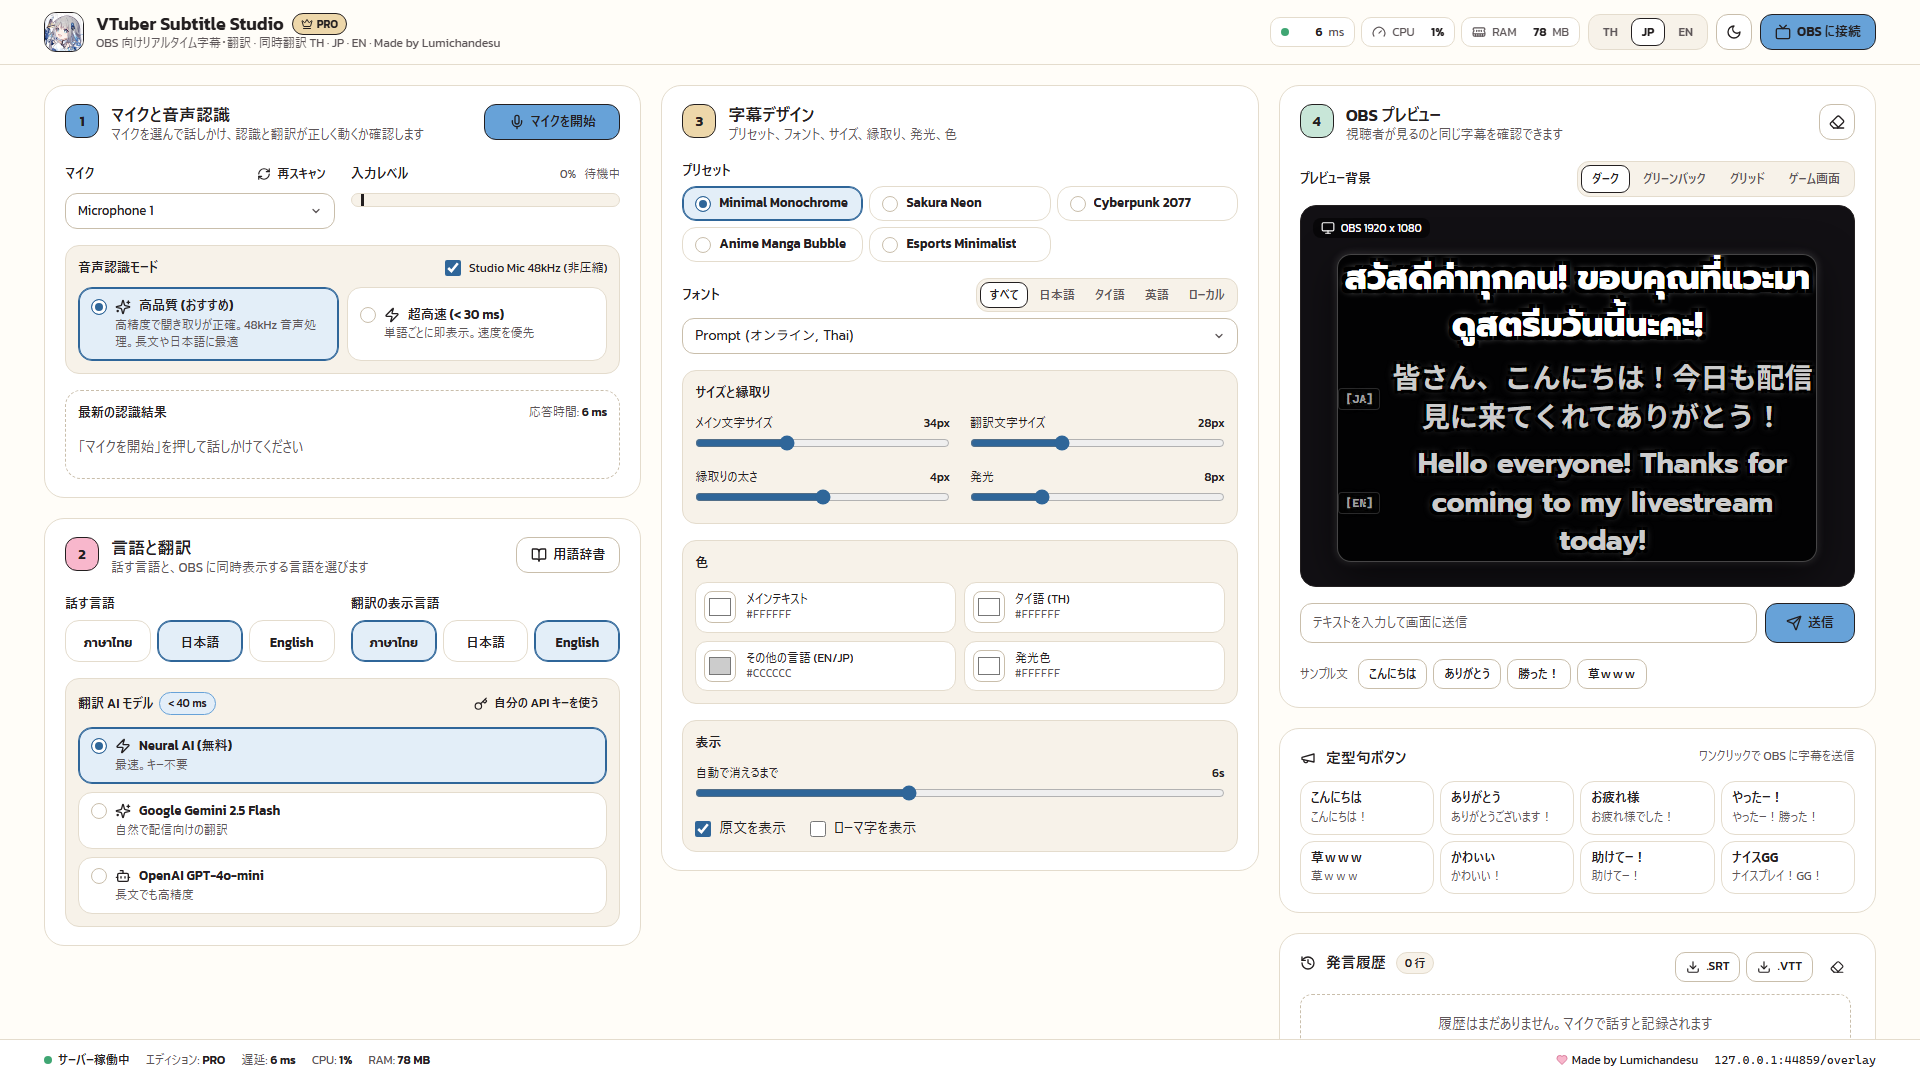 VTuber Subtitle Studio PRO
OBS 向けリアルタイム字幕・翻訳 · 同時翻訳 TH · JP · EN · Made by Lumichandesu
6 ms
CPU 1%
RAM 78 MB
TH JP EN
OBS に接続
1 マイクと音声認識
マイクを選んで話しかけ、認識と翻訳が正しく動くか確認します
マイクを開始
マイク 再スキャン
Microphone 1
入力レベル 0% 待機中
音声認識モード
Studio Mic 48kHz (非圧縮)
高品質 (おすすめ)
高精度で聞き取りが正確。48kHz 音声処
理。長文や日本語に最適
超高速 (< 30 ms)
単語ごとに即表示。速度を優先
最新の認識結果 応答時間: 6 ms
「マイクを開始」を押して話しかけてください
2 言語と翻訳
話す言語と、OBS に同時表示する言語を選びます
用語辞書
話す言語
ภาษาไทย 日本語 English
翻訳の表示言語
ภาษาไทย 日本語 English
翻訳 AI モデル < 40 ms
自分の API キーを使う
Neural AI (無料)
最速。キー不要
Google Gemini 2.5 Flash
自然で配信向けの翻訳
OpenAI GPT-4o-mini
長文でも高精度
3 字幕デザイン
プリセット、フォント、サイズ、縁取り、発光、色
プリセット
Minimal Monochrome
Sakura Neon
Cyberpunk 2077
Anime Manga Bubble
Esports Minimalist
フォント
すべて 日本語 タイ語 英語 ローカル
Prompt (オンライン, Thai)
サイズと縁取り
メイン文字サイズ 34px
翻訳文字サイズ 28px
縁取りの太さ 4px
発光 8px
色
メインテキスト
#FFFFFF
タイ語 (TH)
#FFFFFF
その他の言語 (EN/JP)
#CCCCCC
発光色
#FFFFFF
表示
自動で消えるまで 6s
原文を表示
ローマ字を表示
4 OBS プレビュー
視聴者が見るのと同じ字幕を確認できます
プレビュー背景
ダーク グリーンバック グリッド ゲーム画面
OBS 1920 x 1080
สวัสดีค่าทุกคน! ขอบคุณที่แวะมา
ดูสตรีมวันนี้นะคะ!
[JA]
皆さん、こんにちは！今日も配信
見に来てくれてありがとう！
[EN]
Hello everyone! Thanks for
coming to my livestream
today!
テキストを入力して画面に送信
送信
サンプル文 こんにちは ありがとう 勝った！ 草ｗｗｗ
定型句ボタン
ワンクリックで OBS に字幕を送信
こんにちは
こんにちは！
ありがとう
ありがとうございます！
お疲れ様
お疲れ様でした！
やったー！
やったー！勝った！
草ｗｗｗ
草ｗｗｗ
かわいい
かわいい！
助けてー！
助けてー！
ナイスGG
ナイスプレイ！GG！
発言履歴 0 行
.SRT .VTT
履歴はまだありません。マイクで話すと記録されます
サーバー稼働中 エディション: PRO 遅延: 6 ms CPU: 1% RAM: 78 MB
Made by Lumichandesu 127.0.0.1:44859/overlay